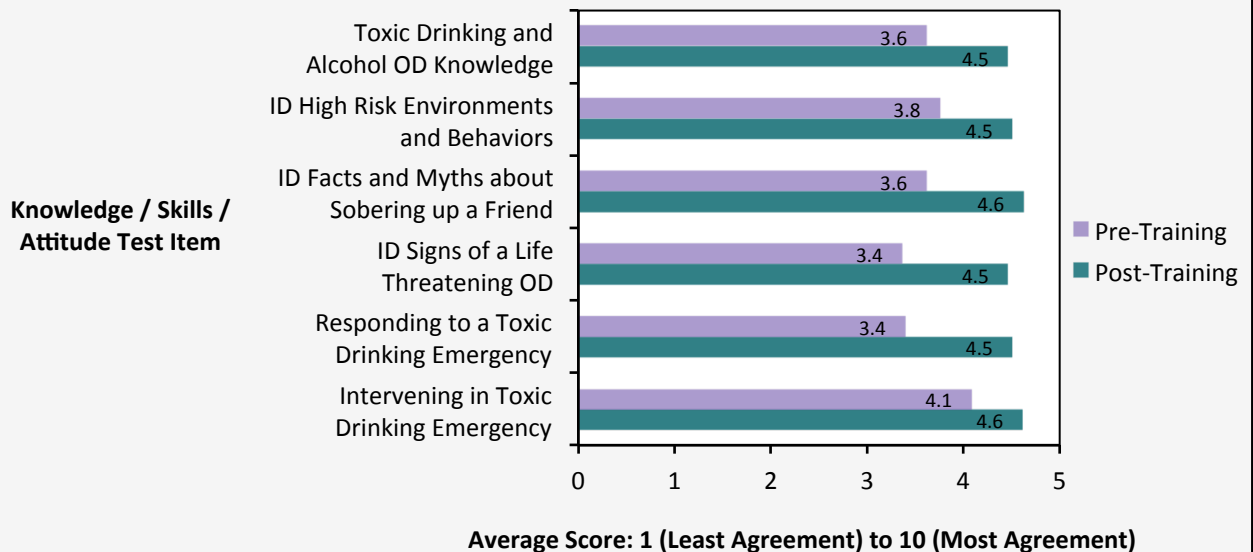 Knowledge / Skills /
Attitude Test Item
Toxic Drinking and
Alcohol OD Knowledge
3.6
4.5
ID High Risk Environments
and Behaviors
3.8
4.5
ID Facts and Myths about
Sobering up a Friend
3.6
4.6
ID Signs of a Life
Threatening OD
3.4
4.5
Responding to a Toxic
Drinking Emergency
3.4
4.5
Intervening in Toxic
Drinking Emergency
4.1
4.6
0 1 2 3 4 5
Average Score: 1 (Least Agreement) to 10 (Most Agreement)
Pre-Training
Post-Training